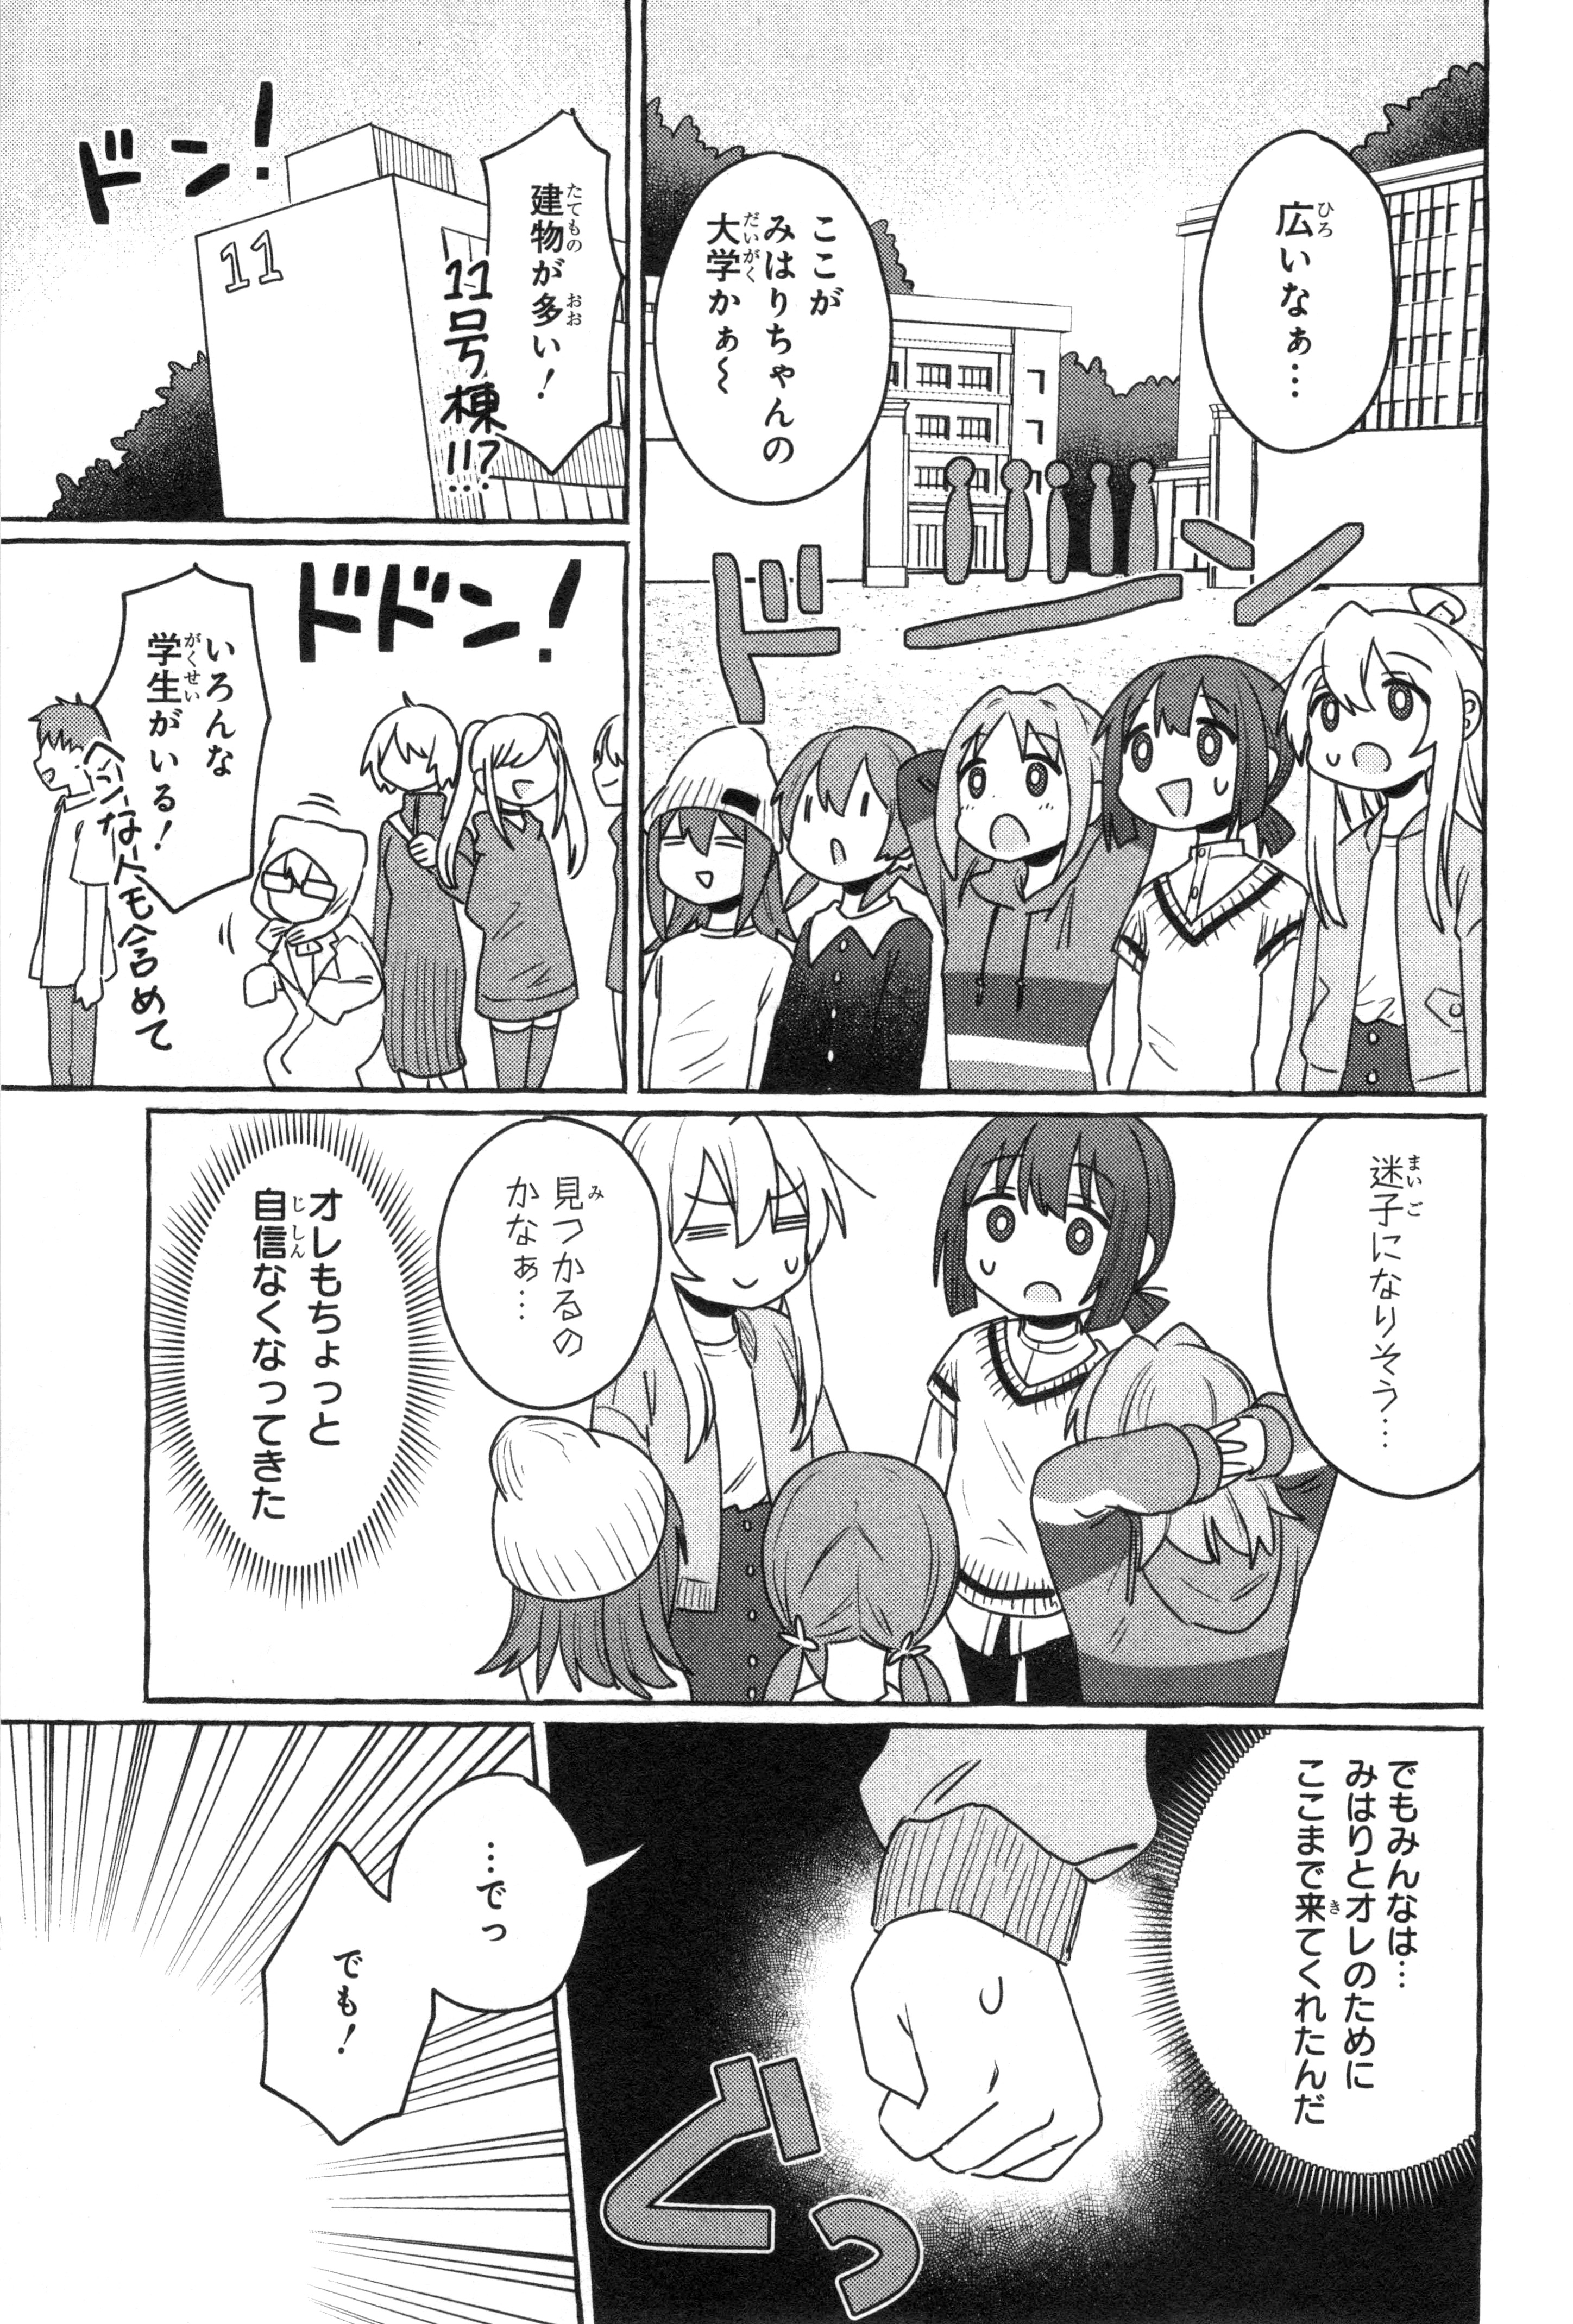 広いなぁ…
ここが
みはりちゃんの
大学かぁ〜
ドーン
建物が多い！
11号棟!!?
11
ドン！
ドドン！
いろんな
学生がいる！
ヘンな人も含めて
迷子になりそう…
見つかるの
かなぁ…
オレもちょっと
自信なくなってきた
でもみんなは…
みはりとオレのために
ここまで来てくれたんだ
ぐっ
…でっ
でも！